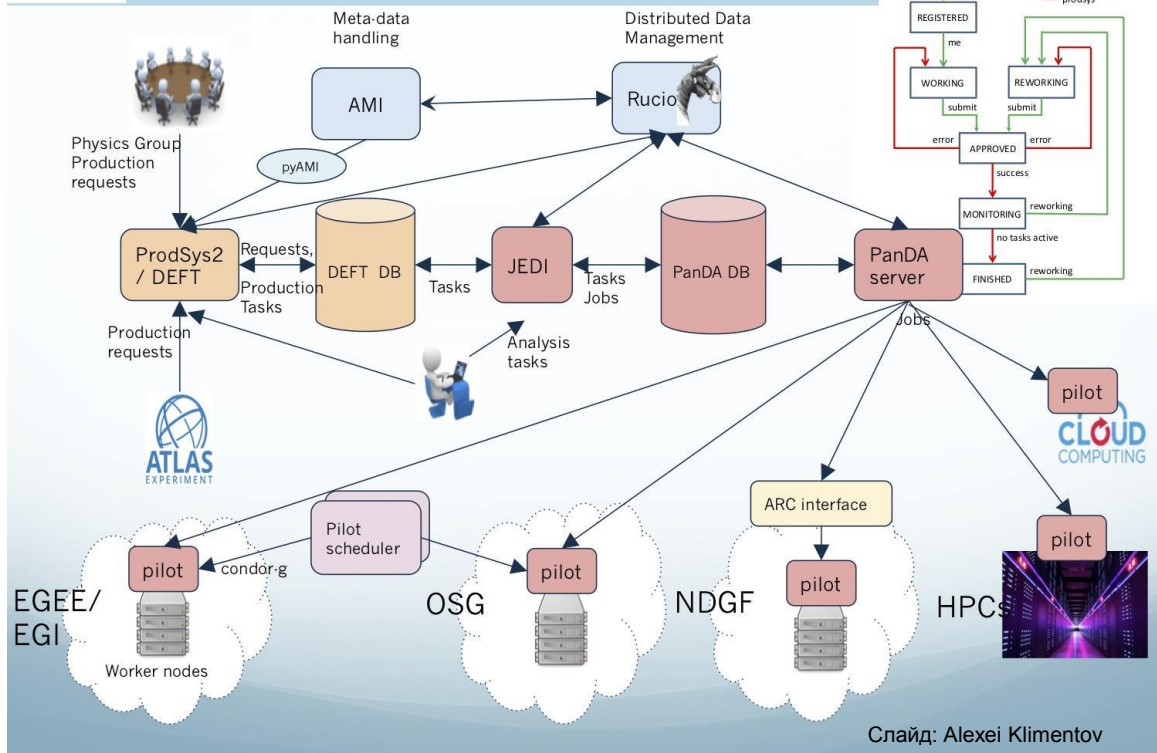 Meta-data
handling
Distributed Data
Management
prodsys
REGISTERED
me
WORKING
REWORKING
submit
submit
error
APPROVED
error
success
MONITORING
reworking
no tasks active
FINISHED
reworking
AMI
Rucio
Physics Group
Production
requests
pyAMI
ProdSys2
/ DEFT
Requests,
Production
Tasks
DEFT DB
Tasks
JEDI
Tasks
Jobs
PanDA DB
PanDA
server
Jobs
Production
requests
Analysis
tasks
ATLAS
EXPERIMENT
pilot
CLOUD
COMPUTING
Pilot
scheduler
ARC interface
pilot
condor-g
pilot
pilot
pilot
EGEE/
EGI
OSG
NDGF
HPCs
Worker nodes
Слайд: Alexei Klimentov